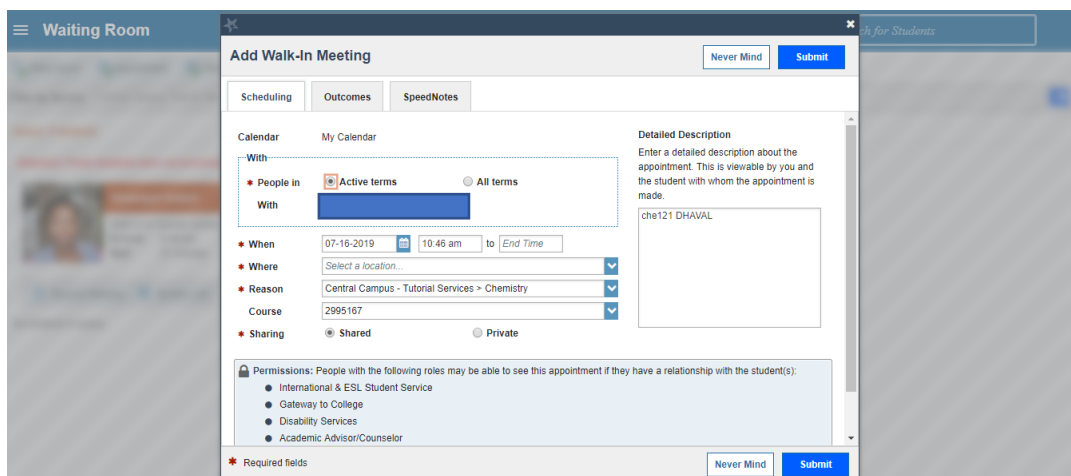 Waiting Room
ch for Students
Add Walk-In Meeting
Never Mind
Submit
Scheduling
Outcomes
SpeedNotes
Calendar
My Calendar
With
* People in
Active terms
All terms
With
* When
07-16-2019
10:46 am
to
End Time
* Where
Select a location...
* Reason
Central Campus - Tutorial Services > Chemistry
Course
2995167
* Sharing
Shared
Private
Detailed Description
Enter a detailed description about the
appointment. This is viewable by you and
the student with whom the appointment is
made.
che121 DHAVAL
Permissions: People with the following roles may be able to see this appointment if they have a relationship with the student(s):
● International & ESL Student Service
● Gateway to College
● Disability Services
● Academic Advisor/Counselor
* Required fields
Never Mind
Submit